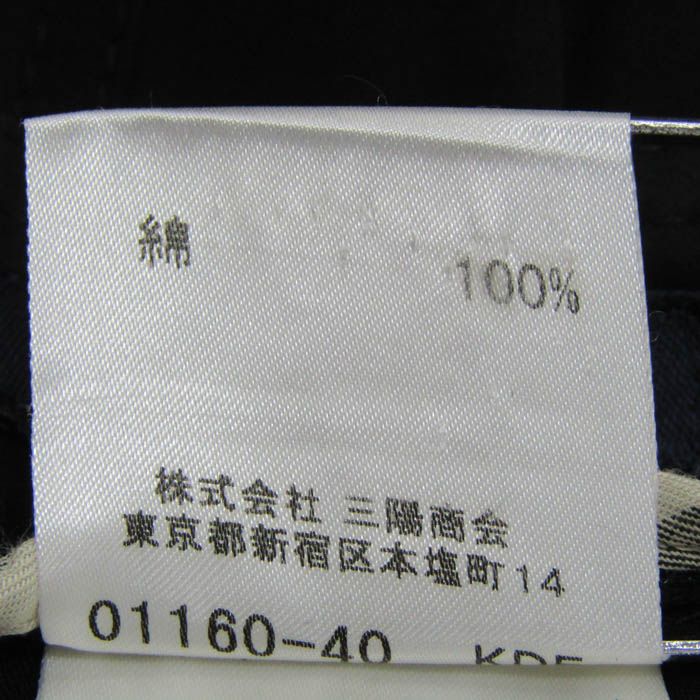 綿 100%
株式会社 三陽商会
東京都新宿区本塩町14
01160-40